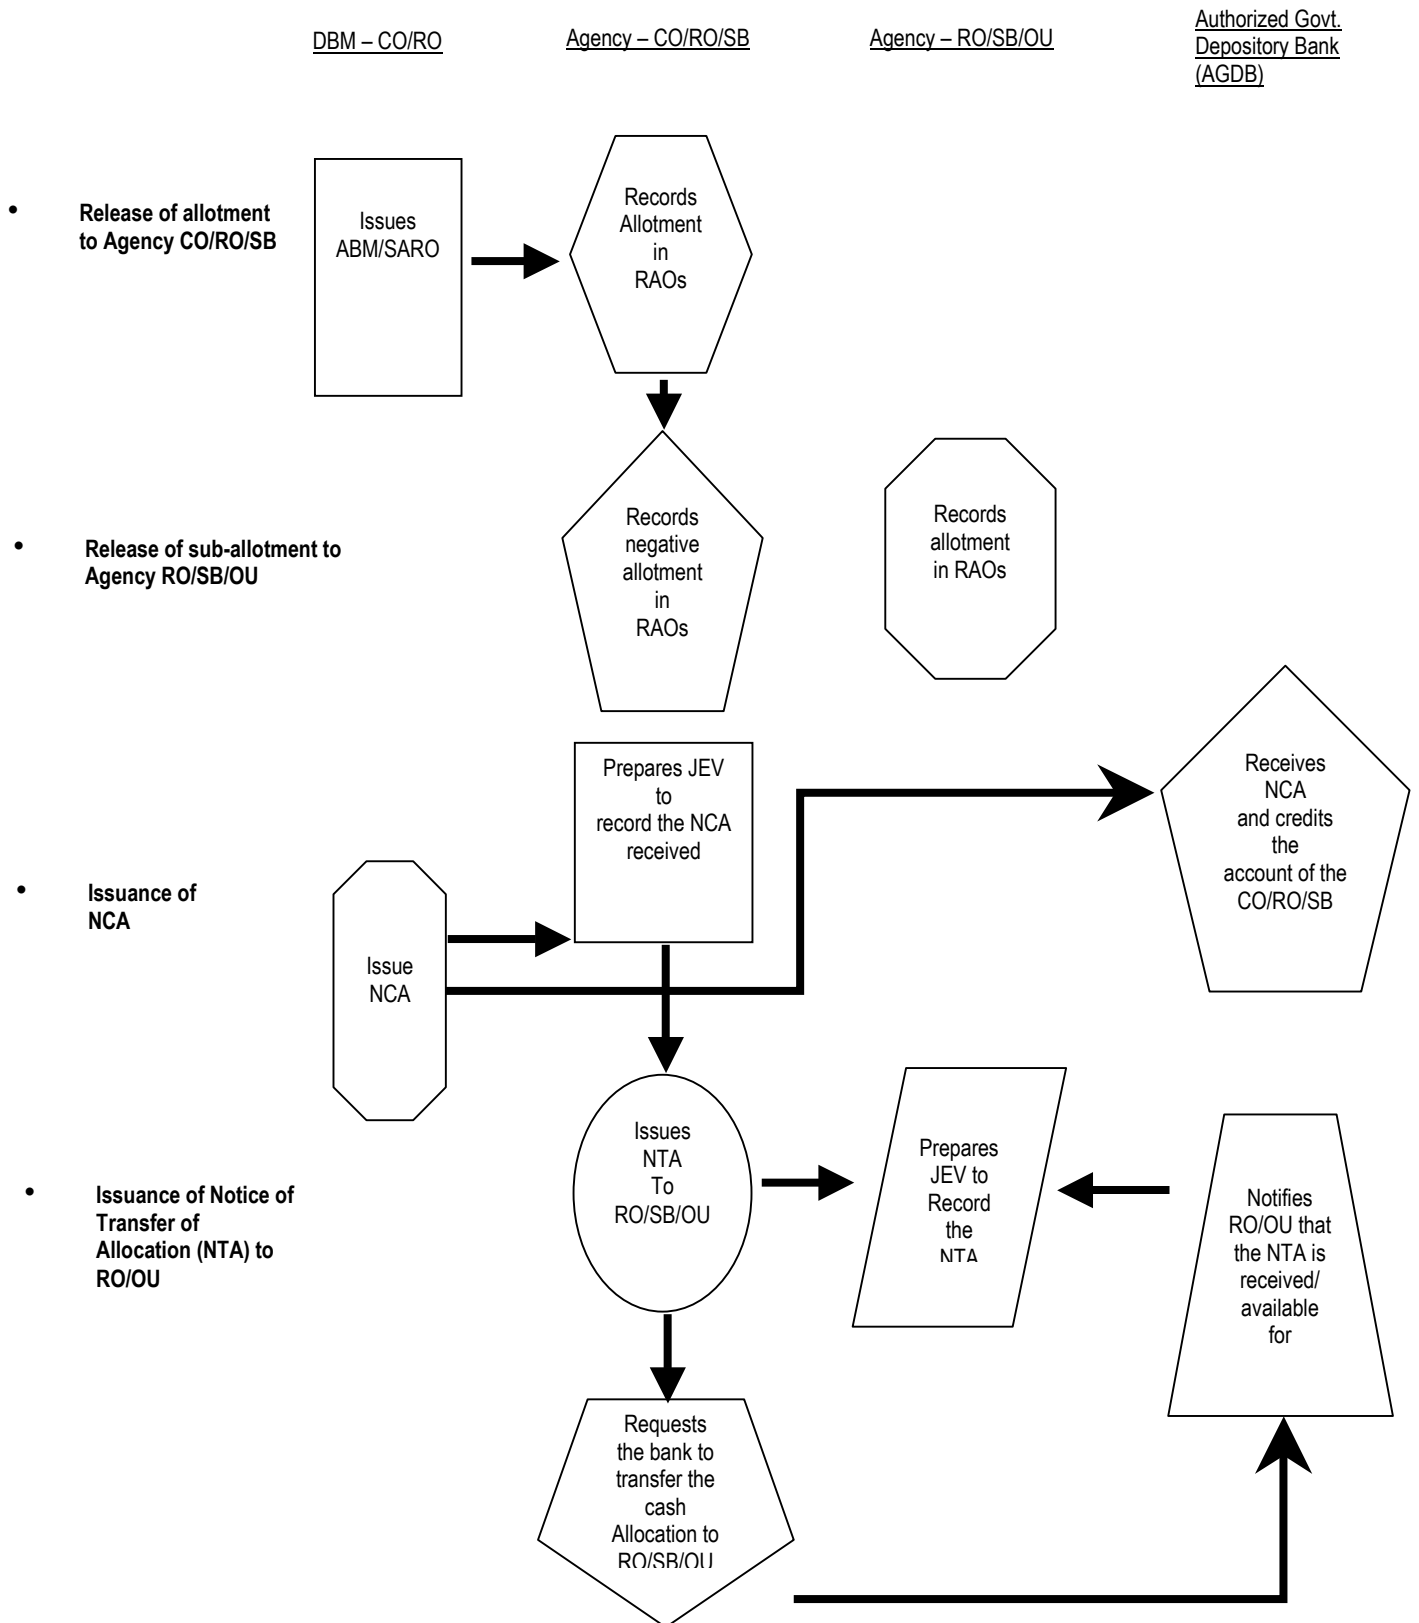 DBM – CO/RO
Agency – CO/RO/SB
Agency – RO/SB/OU
Authorized Govt.
Depository Bank
(AGDB)
• Release of allotment
to Agency CO/RO/SB
Issues
ABM/SARO
Records
Allotment
in
RAOs
• Release of sub-allotment to
Agency RO/SB/OU
Records
negative
allotment
in
RAOs
Records
allotment
in RAOs
• Issuance of
NCA
Issue
NCA
Prepares JEV
to
record the NCA
received
Receives
NCA
and credits
the
account of the
CO/RO/SB
• Issuance of Notice of
Transfer of
Allocation (NTA) to
RO/OU
Issues
NTA
To
RO/SB/OU
Prepares
JEV to
Record
the
NTA
Notifies
RO/OU that
the NTA is
received/
available
for
Requests
the bank to
transfer the
cash
Allocation to
RO/SB/OU